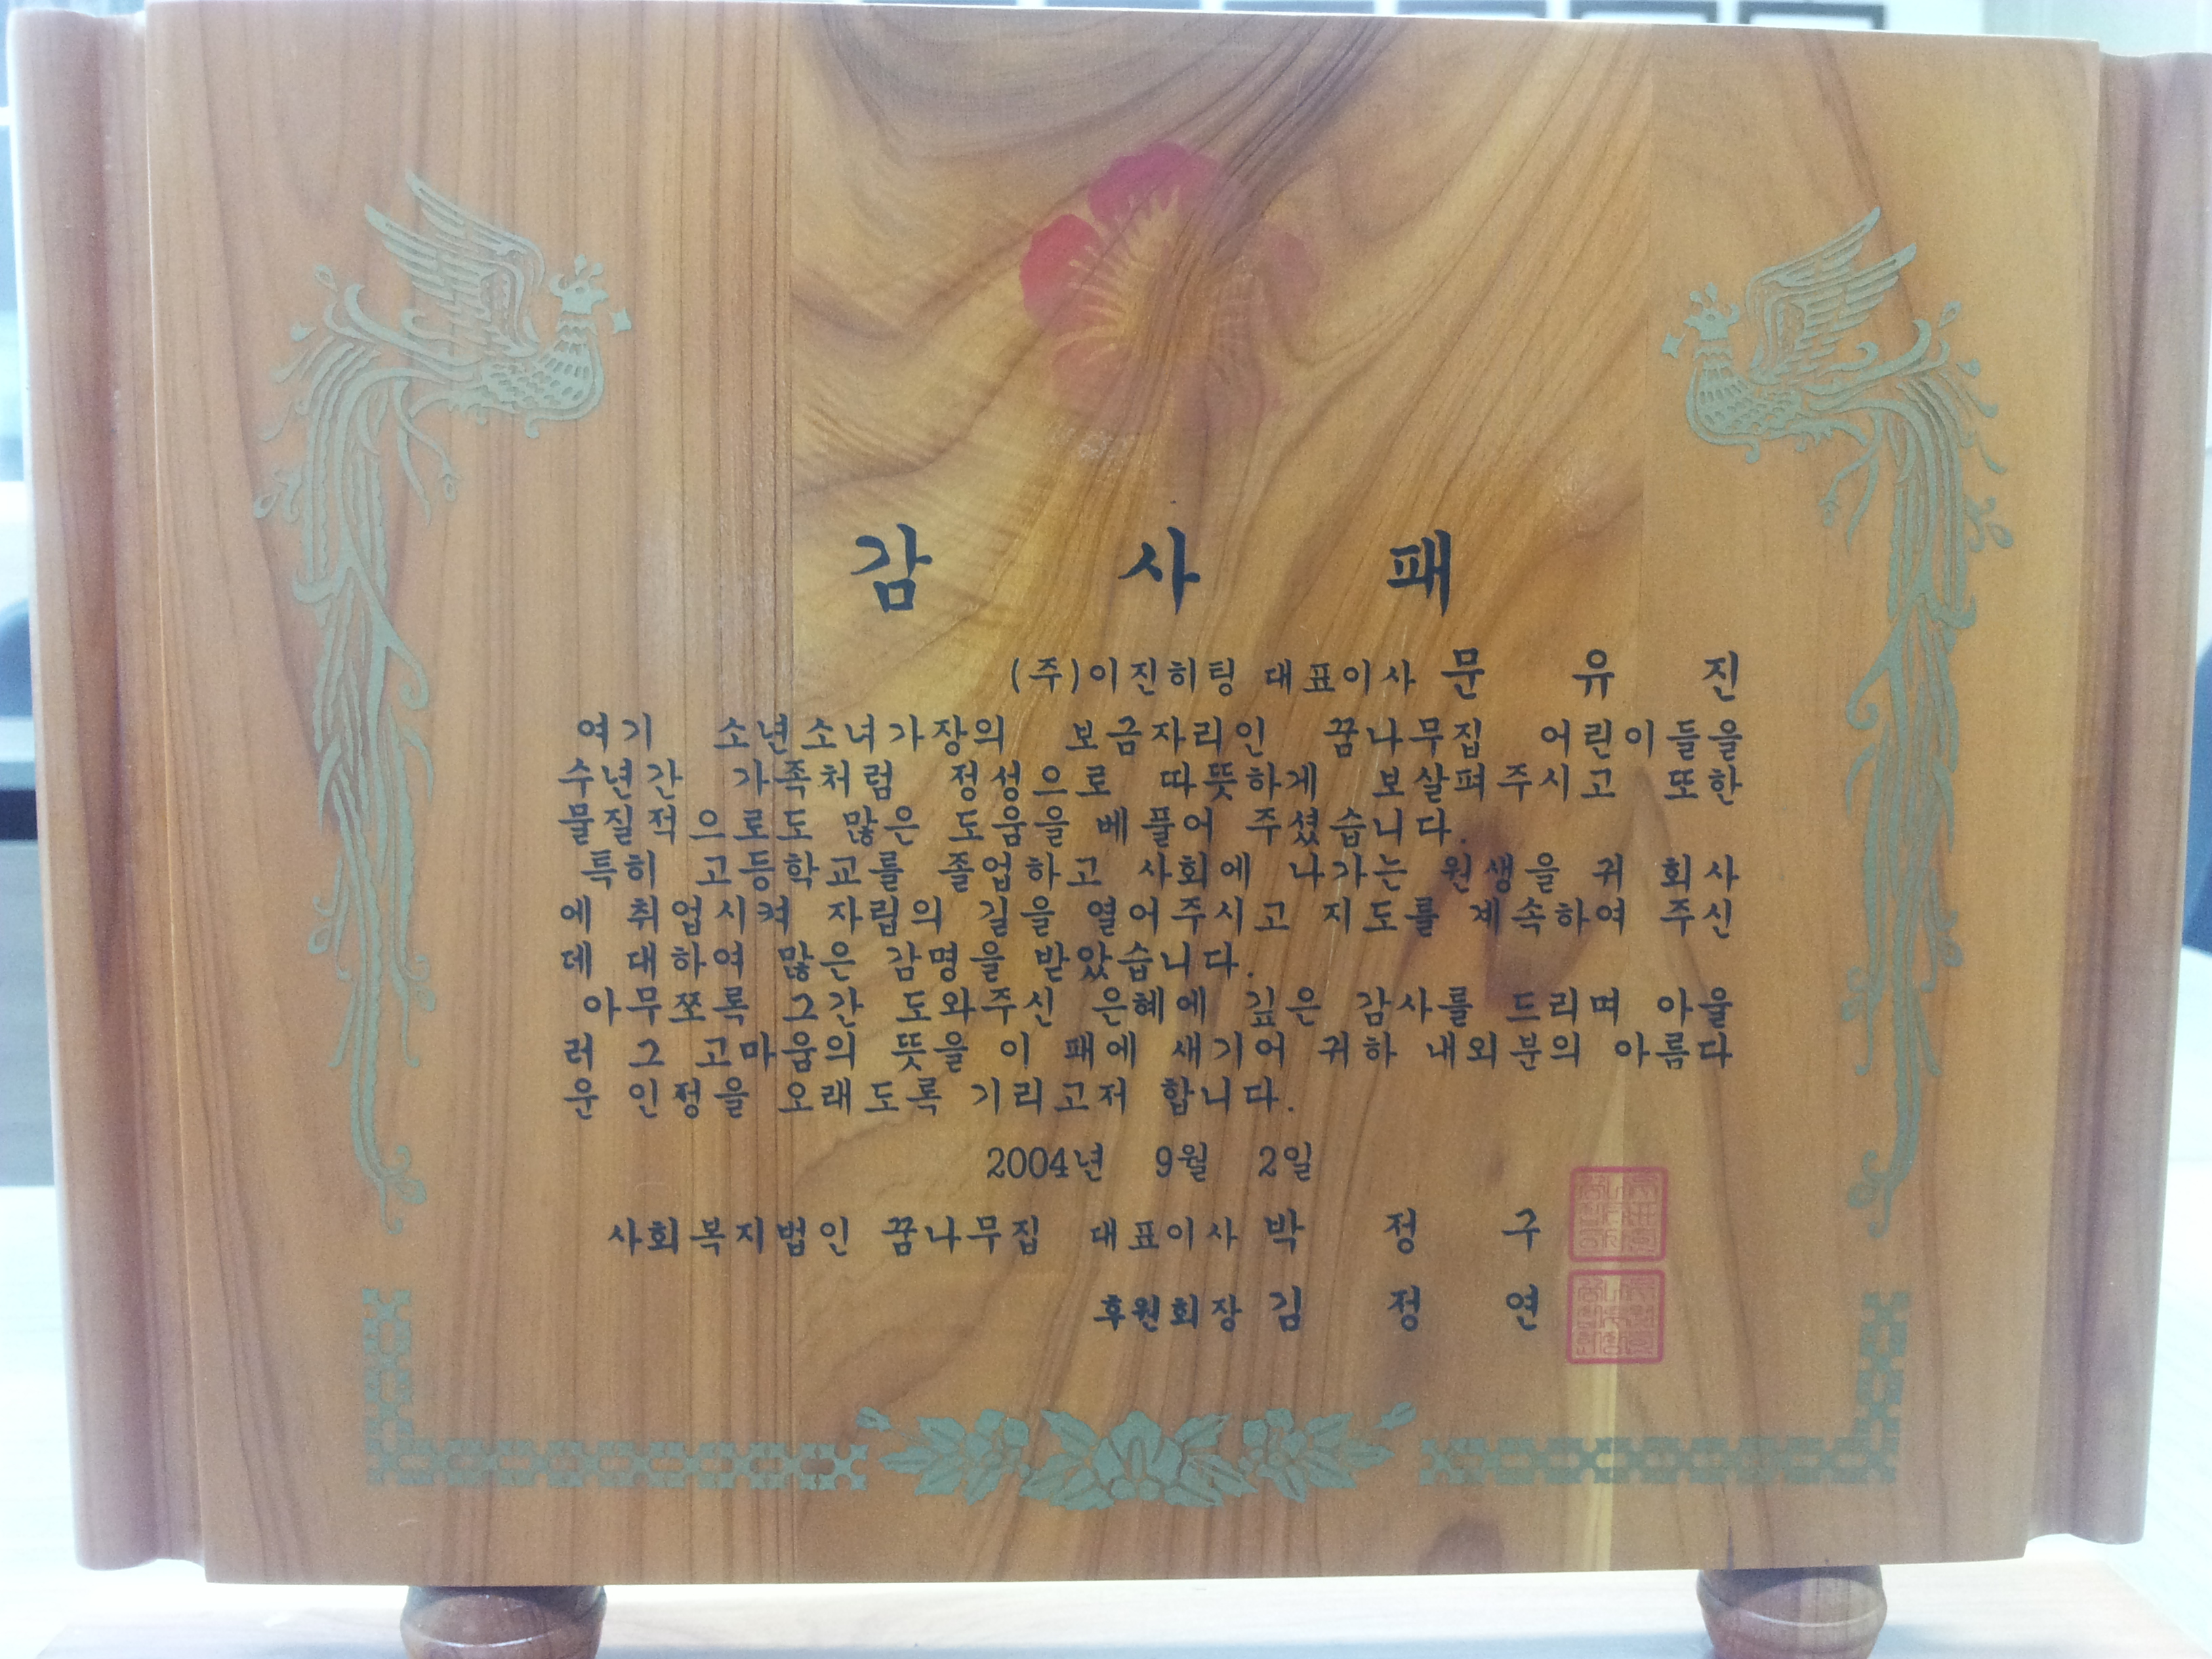 감 사 패
(주)이진히팅 대표이사 문 유 진
여기 소년소녀가장의 보금자리인 꿈나무집 어린이들을
수년간 가족처럼 정성으로 따뜻하게 보살펴주시고 또한
물질적으로도 많은 도움을 베풀어 주셨습니다.
특히 고등학교를 졸업하고 사회에 나가는 원생을 귀 회사
에 취업시켜 자립의 길을 열어주시고 지도를 계속하여 주신
데 대하여 많은 감명을 받았습니다.
아무쪼록 그간 도와주신 은혜에 깊은 감사를 드리며 아울
러 그 고마움의 뜻을 이 패에 새기어 귀하 내외분의 아름다
운 인정을 오래도록 기리고저 합니다.
2004년 9월 2일
사회복지법인 꿈나무집 대표이사 박 정 구
후원회장 김 정 연